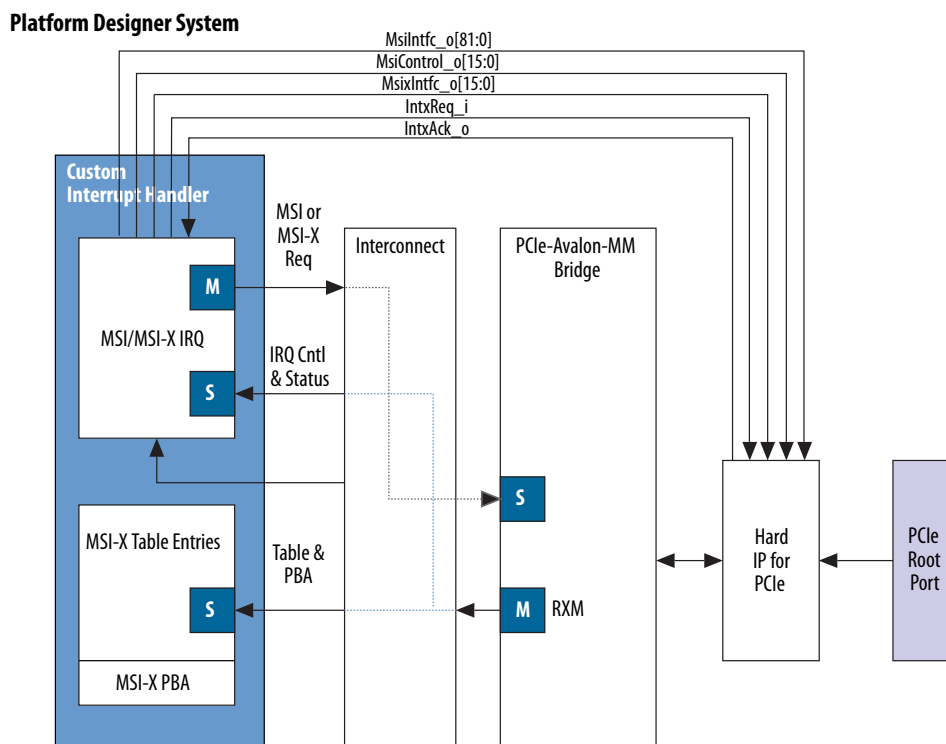 Platform Designer System
MsiIntfc_o[81:0]
MsiControl_o[15:0]
MsixIntfc_o[15:0]
IntxReq_i
IntxAck_o
Custom
Interrupt Handler
MSI or
MSI-X
Req
Interconnect
PCIe-Avalon-MM
Bridge
M
MSI/MSI-X IRQ
IRQ Cntl
& Status
S
S
MSI-X Table Entries
Table &
PBA
Hard
IP for
PCIe
PCIe
Root
Port
S
M
RXM
MSI-X PBA